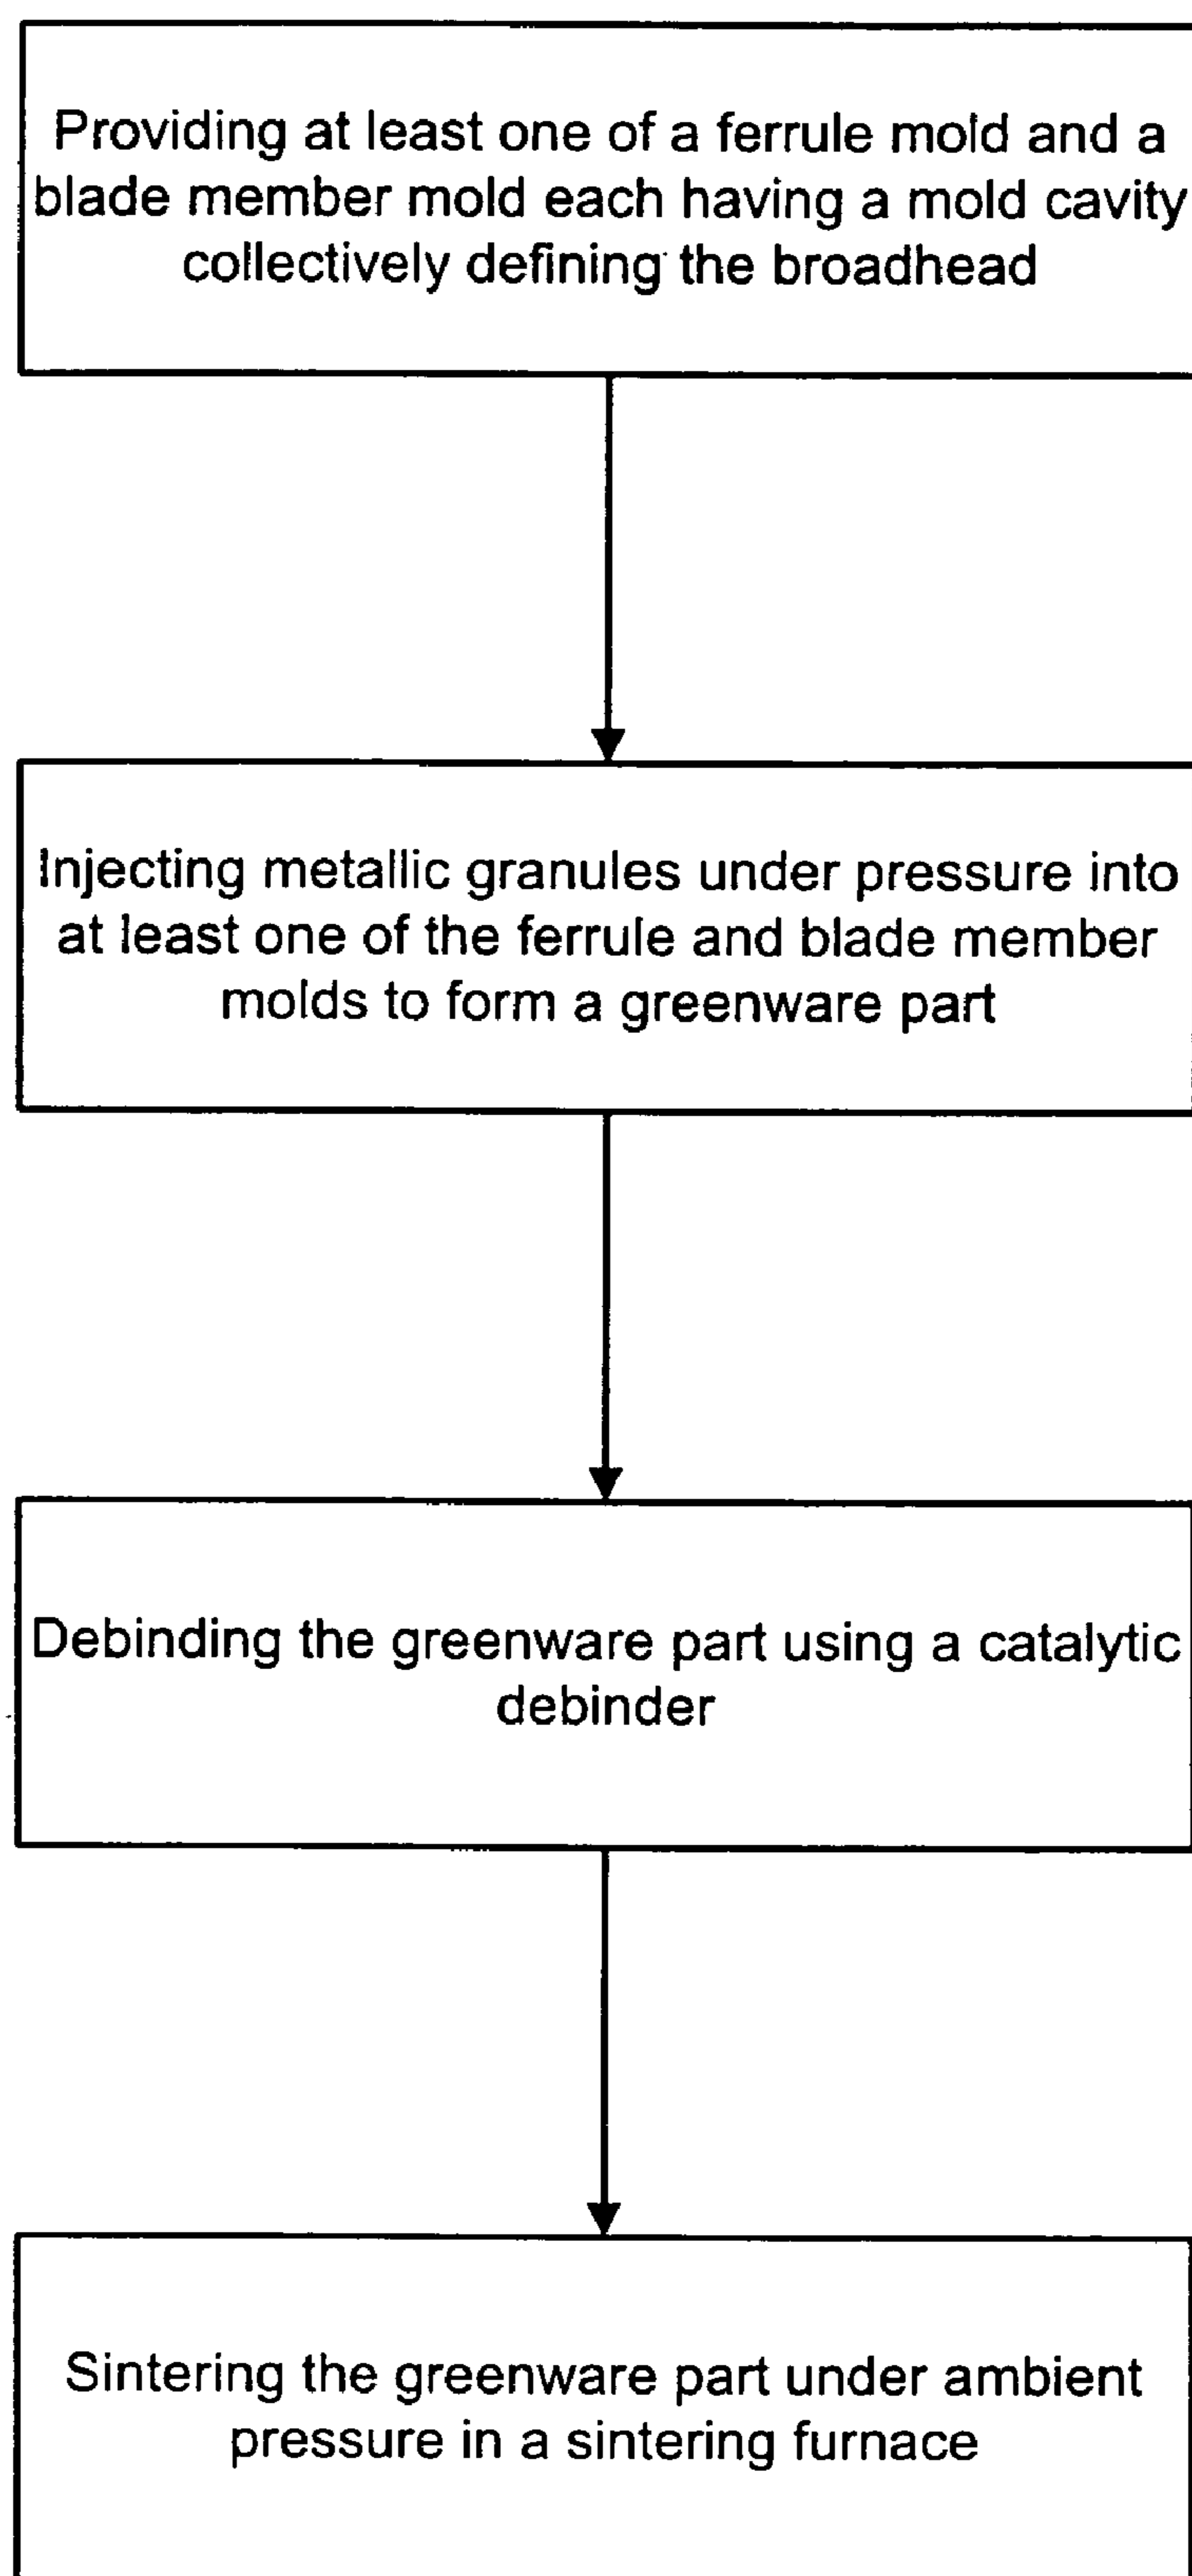 Providing at least one of a ferrule mold and a
blade member mold each having a mold cavity
collectively defining the broadhead
Injecting metallic granules under pressure into
at least one of the ferrule and blade member
molds to form a greenware part
Debinding the greenware part using a catalytic
debinder
Sintering the greenware part under ambient
pressure in a sintering furnace